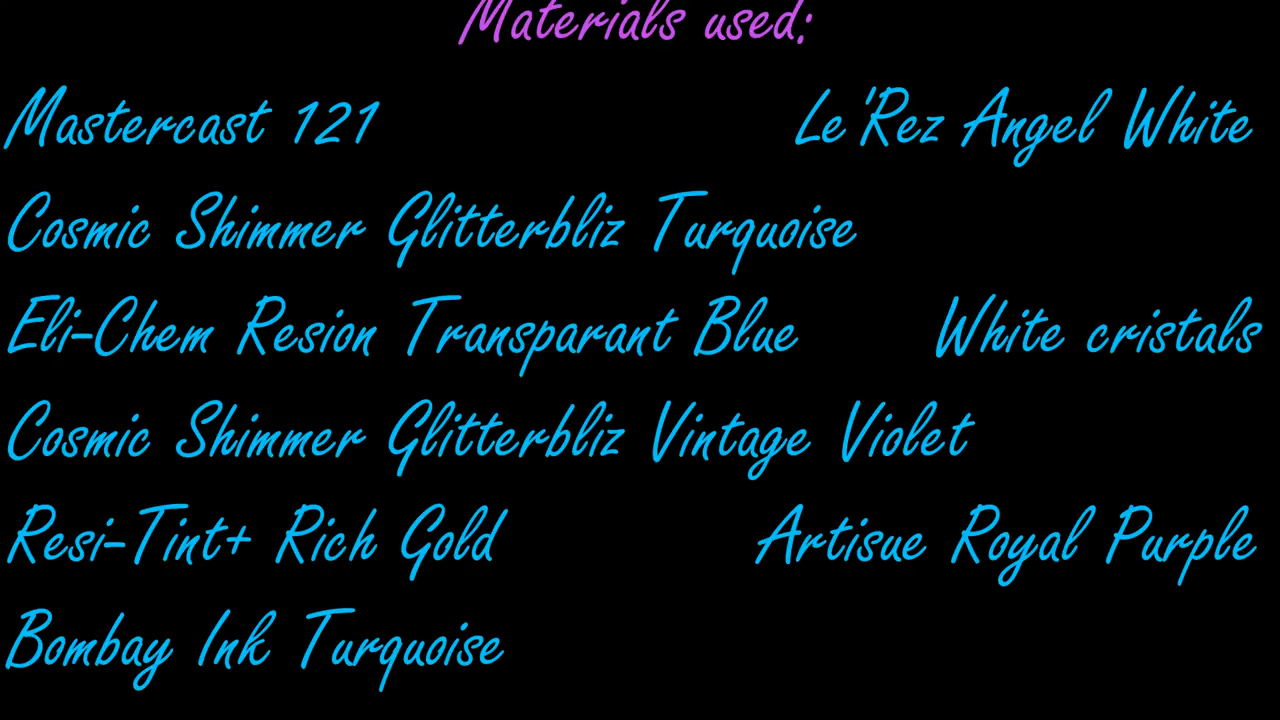 Materials used:
Mastercast 121 Le'Rez Angel White
Cosmic Shimmer Glitterbliz Turquoise
Eli-Chem Resion Transparant Blue White cristals
Cosmic Shimmer Glitterbliz Vintage Violet
Resi-Tint+ Rich Gold Artisue Royal Purple
Bombay Ink Turquoise